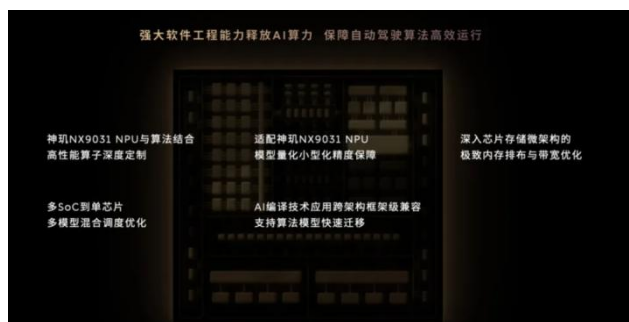 强大软件工程能力释放AI算力 保障自动驾驶算法高效运行
神玑NX9031 NPU与算法结合
高性能算子深度定制
适配神玑NX9031 NPU
模型量化小型化精度保障
深入芯片存储微架构的
极致内存排布与带宽优化
多SoC到单芯片
多模型混合调度优化
AI编译技术应用跨架构框架级兼容
支持算法模型快速迁移